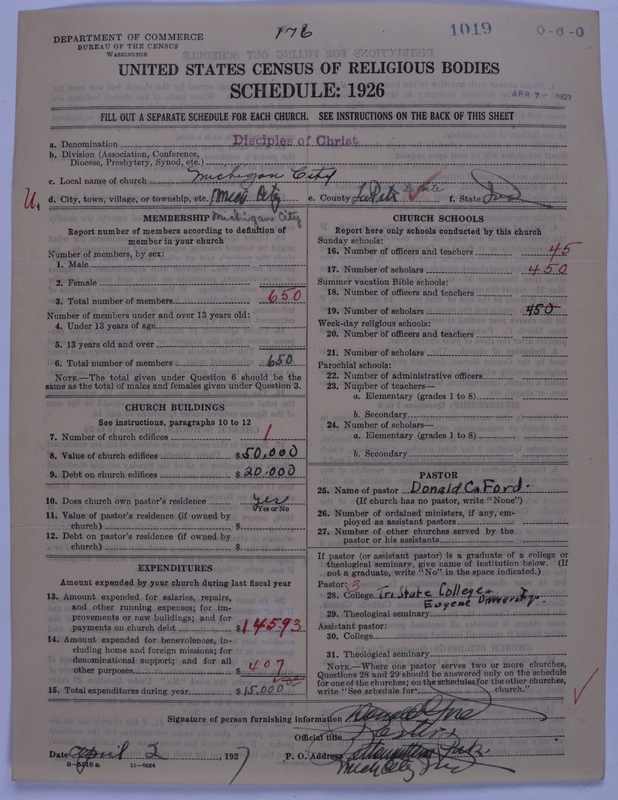 176
1019
0-6-0
DEPARTMENT OF COMMERCE
BUREAU OF THE CENSUS
WASHINGTON
UNITED STATES CENSUS OF RELIGIOUS BODIES
SCHEDULE: 1926
APR 7- 1927
FILL OUT A SEPARATE SCHEDULE FOR EACH CHURCH. SEE INSTRUCTIONS ON THE BACK OF THIS SHEET
a. Denomination Disciples of Christ
b. Division (Association, Conference, Diocese, Presbytery, Synod, etc.)
c. Local name of church Michigan City
U. d. City, town, village, or township, etc. Mich City e. County LaPorte f. State Ind
Michigan City
MEMBERSHIP
Report number of members according to definition of
member in your church
Number of members, by sex:
1. Male
2. Female
3. Total number of members 650
Number of members under and over 13 years old:
4. Under 13 years of age
5. 13 years old and over
6. Total number of members 650
NOTE.—The total given under Question 6 should be the
same as the total of males and females given under Question 3.
CHURCH BUILDINGS
See instructions, paragraphs 10 to 12
7. Number of church edifices 1
8. Value of church edifices $50,000
9. Debt on church edifices $20,000
10. Does church own pastor's residence yes
Yes or No
11. Value of pastor's residence (if owned by
church) $
12. Debt on pastor's residence (if owned by
church) $
EXPENDITURES
Amount expended by your church during last fiscal year
13. Amount expended for salaries, repairs,
and other running expenses; for im-
provements or new buildings; and for
payments on church debt $14593
14. Amount expended for benevolences, in-
cluding home and foreign missions; for
denominational support; and for all
other purposes $407
15. Total expenditures during year $15,000
CHURCH SCHOOLS
Report here only schools conducted by this church
Sunday schools:
16. Number of officers and teachers 45
17. Number of scholars 450
Summer vacation Bible schools:
18. Number of officers and teachers
19. Number of scholars 450
Week-day religious schools:
20. Number of officers and teachers
21. Number of scholars
Parochial schools:
22. Number of administrative officers
23. Number of teachers—
a. Elementary (grades 1 to 8)
b. Secondary
24. Number of scholars—
a. Elementary (grades 1 to 8)
b. Secondary
PASTOR
25. Name of pastor Donald C. Ford
(If church has no pastor, write "None")
26. Number of ordained ministers, if any, em-
ployed as assistant pastors
27. Number of other churches served by the
pastor or his assistants
If pastor (or assistant pastor) is a graduate of a college or
theological seminary, give name of institution below. (If
not a graduate, write "No" in the space indicated.)
Pastor: 3
28. College Tri State College
Eugene University.
29. Theological seminary
Assistant pastor:
30. College
31. Theological seminary
NOTE.—Where one pastor serves two or more churches,
Questions 28 and 29 should be answered only on the schedule
for one of the churches; on the schedules for the other churches,
write "See schedule for church."
Signature of person furnishing information Donald
Official title Pastor
Date April 2, 1927 P. O. Address
Mich City Ind
8-5318a 11-6654